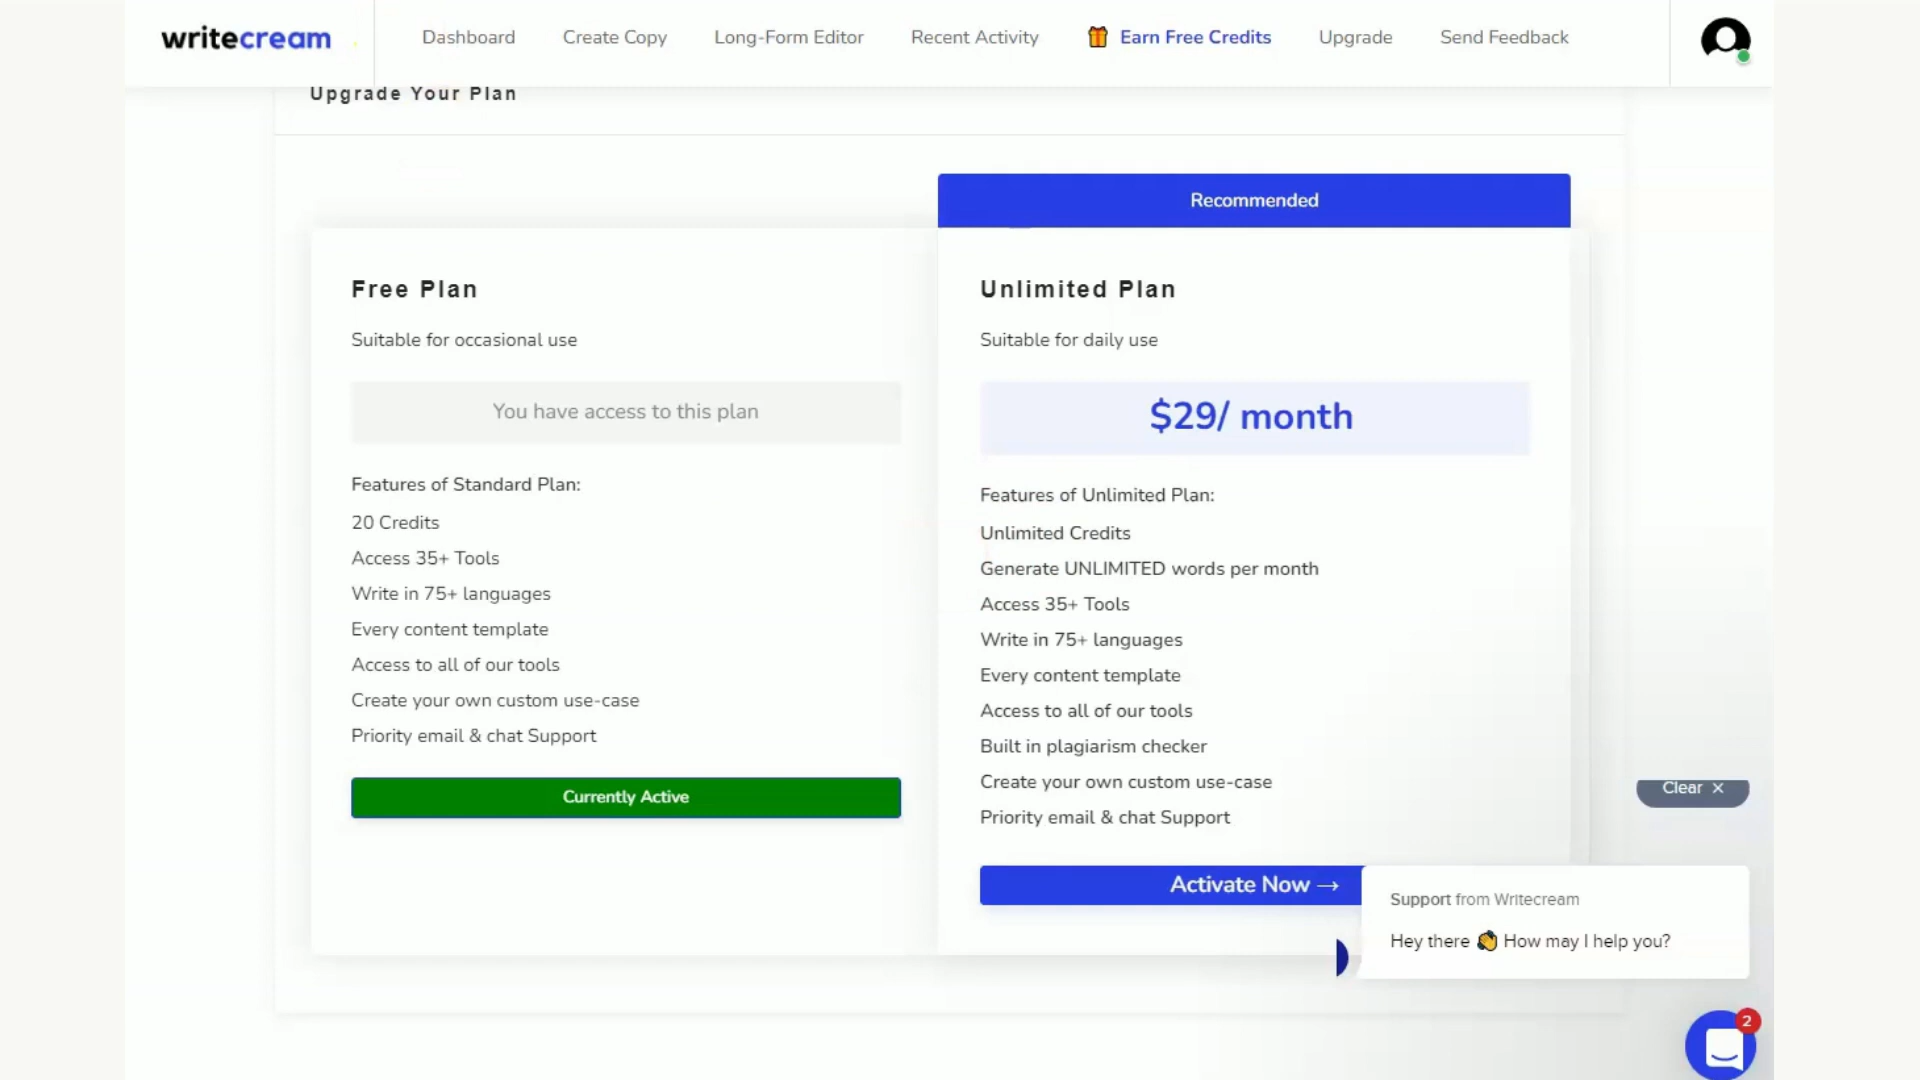 writecream
Dashboard
Create Copy
Long-Form Editor
Recent Activity
Earn Free Credits
Upgrade
Send Feedback
Upgrade Your Plan
Recommended
Free Plan
Suitable for occasional use
You have access to this plan
Features of Standard Plan:
20 Credits
Access 35+ Tools
Write in 75+ languages
Every content template
Access to all of our tools
Create your own custom use-case
Priority email & chat Support
Currently Active
Unlimited Plan
Suitable for daily use
$29/ month
Features of Unlimited Plan:
Unlimited Credits
Generate UNLIMITED words per month
Access 35+ Tools
Write in 75+ languages
Every content template
Access to all of our tools
Built in plagiarism checker
Create your own custom use-case
Priority email & chat Support
Activate Now →
Clear ✕
Support from Writecream
Hey there 👋 How may I help you?
2